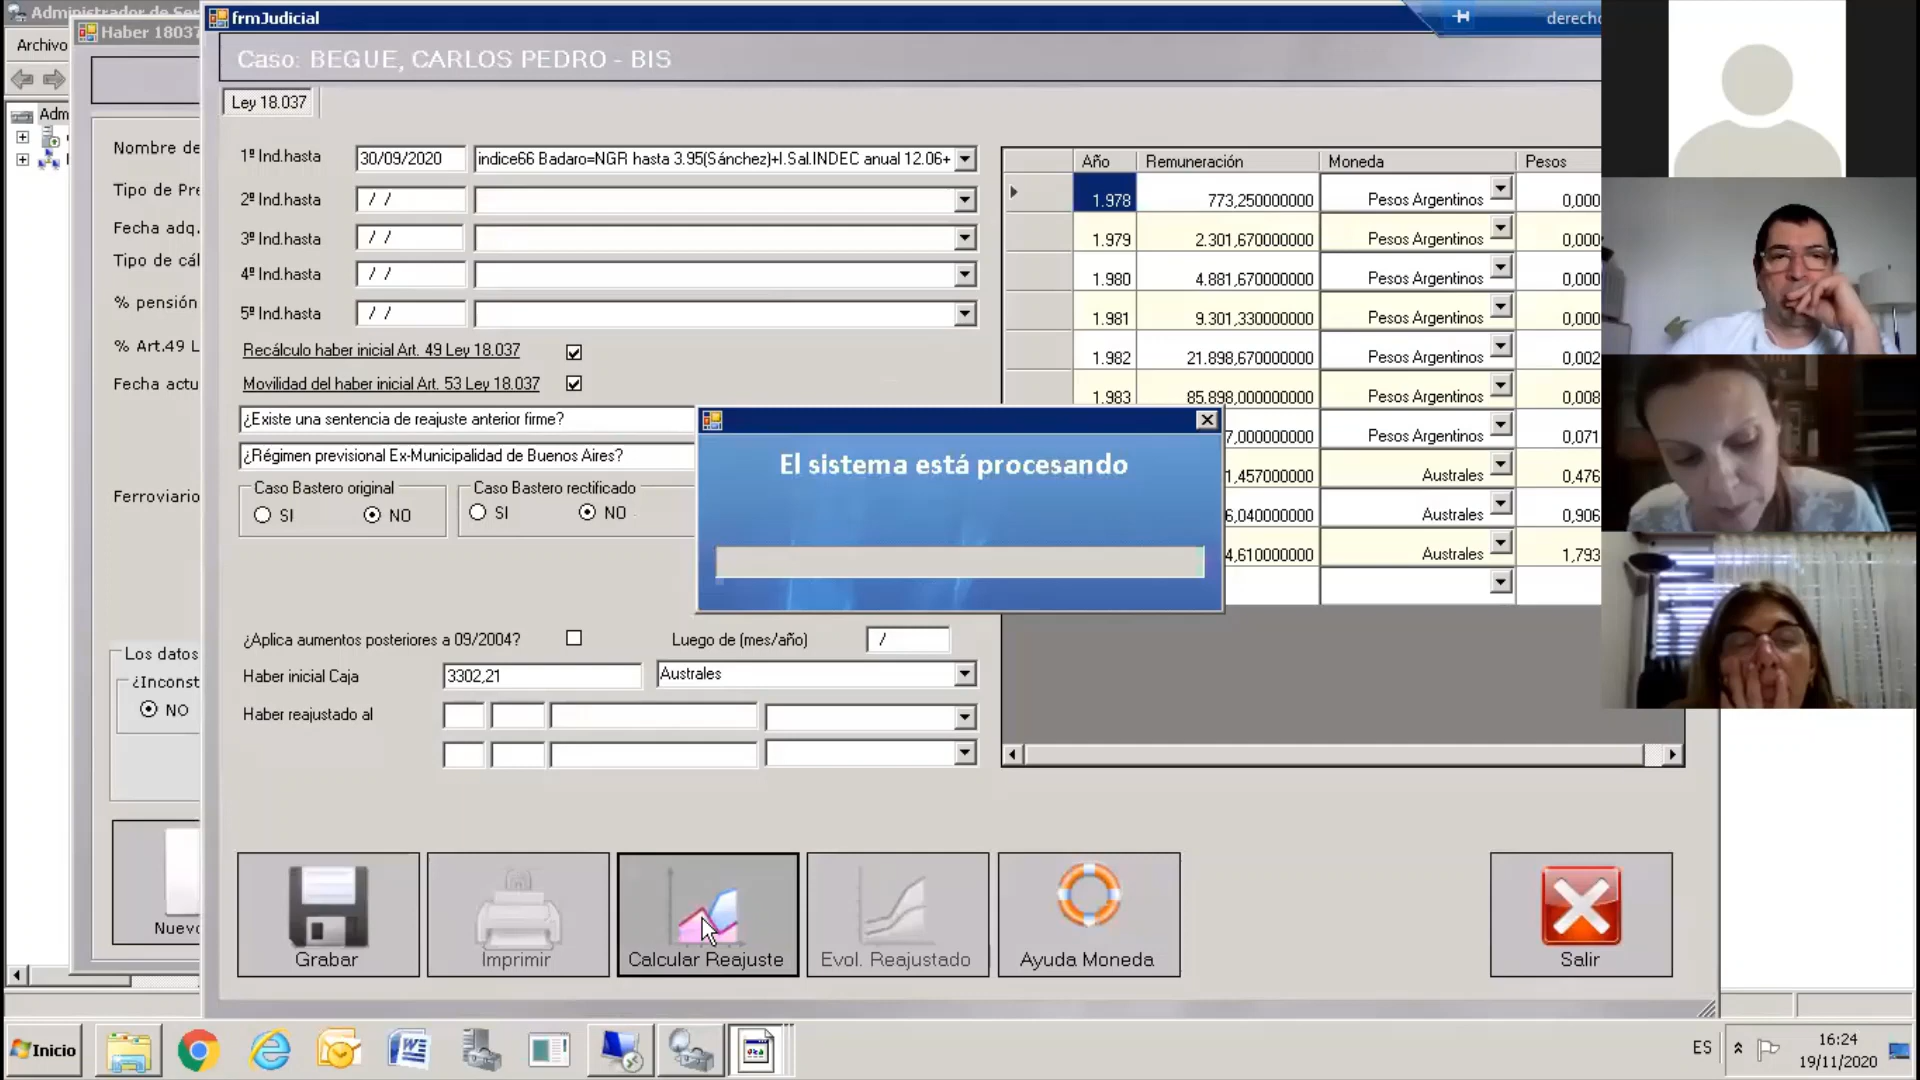 Administrador de Ser
Haber 18037
frmJudicial
derecho
Archivo
Caso: BEGUE, CARLOS PEDRO - BIS
Adm
Ley 18.037
Nombre de
Tipo de Pre
Fecha adq.
Tipo de cál
% pensión
% Art.49 L
Fecha actu
Ferroviario
Los datos
¿Inconst
NO
Nuevo
1º Ind.hasta 30/09/2020 indice66 Badaro=NGR hasta 3.95(Sánchez)+I.Sal.INDEC anual 12.06+
2º Ind.hasta / /
3º Ind.hasta / /
4º Ind.hasta / /
5º Ind.hasta / /
Recálculo haber inicial Art. 49 Ley 18.037
Movilidad del haber inicial Art. 53 Ley 18.037
¿Existe una sentencia de reajuste anterior firme?
¿Régimen previsional Ex-Municipalidad de Buenos Aires?
Caso Bastero original
SI NO
Caso Bastero rectificado
SI NO
¿Aplica aumentos posteriores a 09/2004? Luego de (mes/año) /
Haber inicial Caja 3302,21 Australes
Haber reajustado al
Año Remuneración Moneda Pesos
1.978 773,250000000 Pesos Argentinos 0,000
1.979 2.301,670000000 Pesos Argentinos 0,000
1.980 4.881,670000000 Pesos Argentinos 0,000
1.981 9.301,330000000 Pesos Argentinos 0,000
1.982 21.898,670000000 Pesos Argentinos 0,002
1.983 85.898,000000000 Pesos Argentinos 0,008
7,000000000 Pesos Argentinos 0,071
1,457000000 Australes 0,476
6,040000000 Australes 0,906
4,610000000 Australes 1,793
El sistema está procesando
Grabar
Imprimir
Calcular Reajuste
Evol. Reajustado
Ayuda Moneda
Salir
Inicio
ES
16:24
19/11/2020